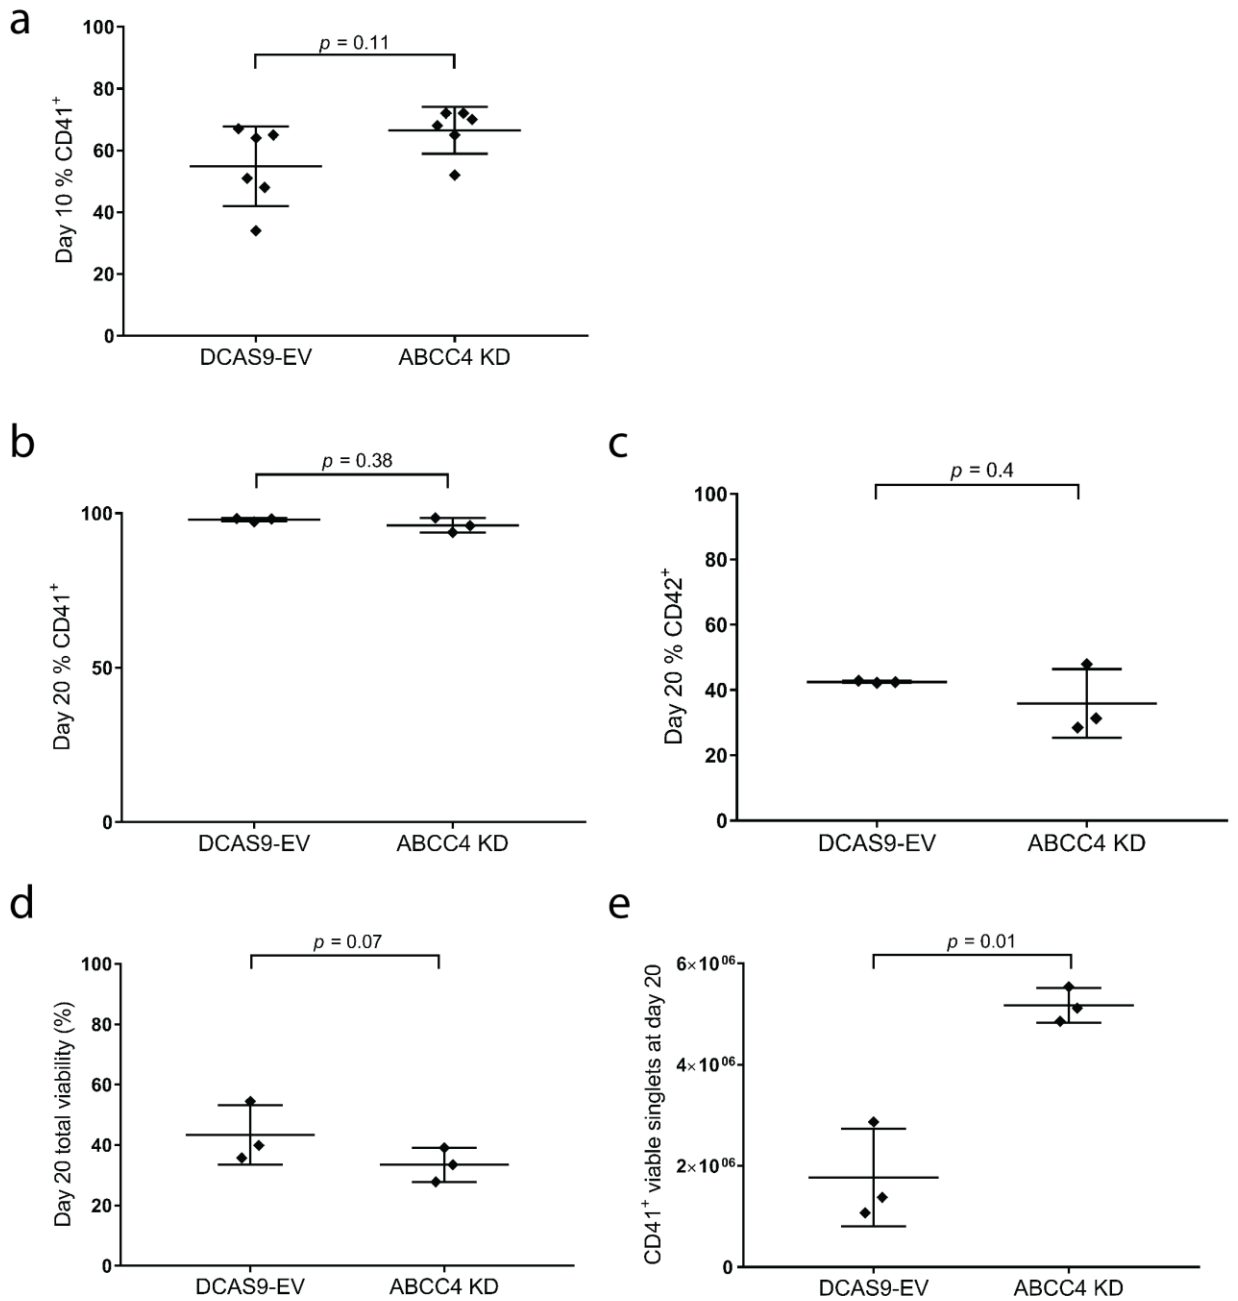 a
p = 0.11
100
80
60
40
20
0
Day 10 % CD41+
DCAS9-EV ABCC4 KD
b
p = 0.38
100
50
0
Day 20 % CD41+
DCAS9-EV ABCC4 KD
c
p = 0.4
100
80
60
40
20
0
Day 20 % CD42+
DCAS9-EV ABCC4 KD
d
p = 0.07
100
80
60
40
20
0
Day 20 total viability (%)
DCAS9-EV ABCC4 KD
e
p = 0.01
6×10⁰⁶
4×10⁰⁶
2×10⁰⁶
0
CD41+ viable singlets at day 20
DCAS9-EV ABCC4 KD